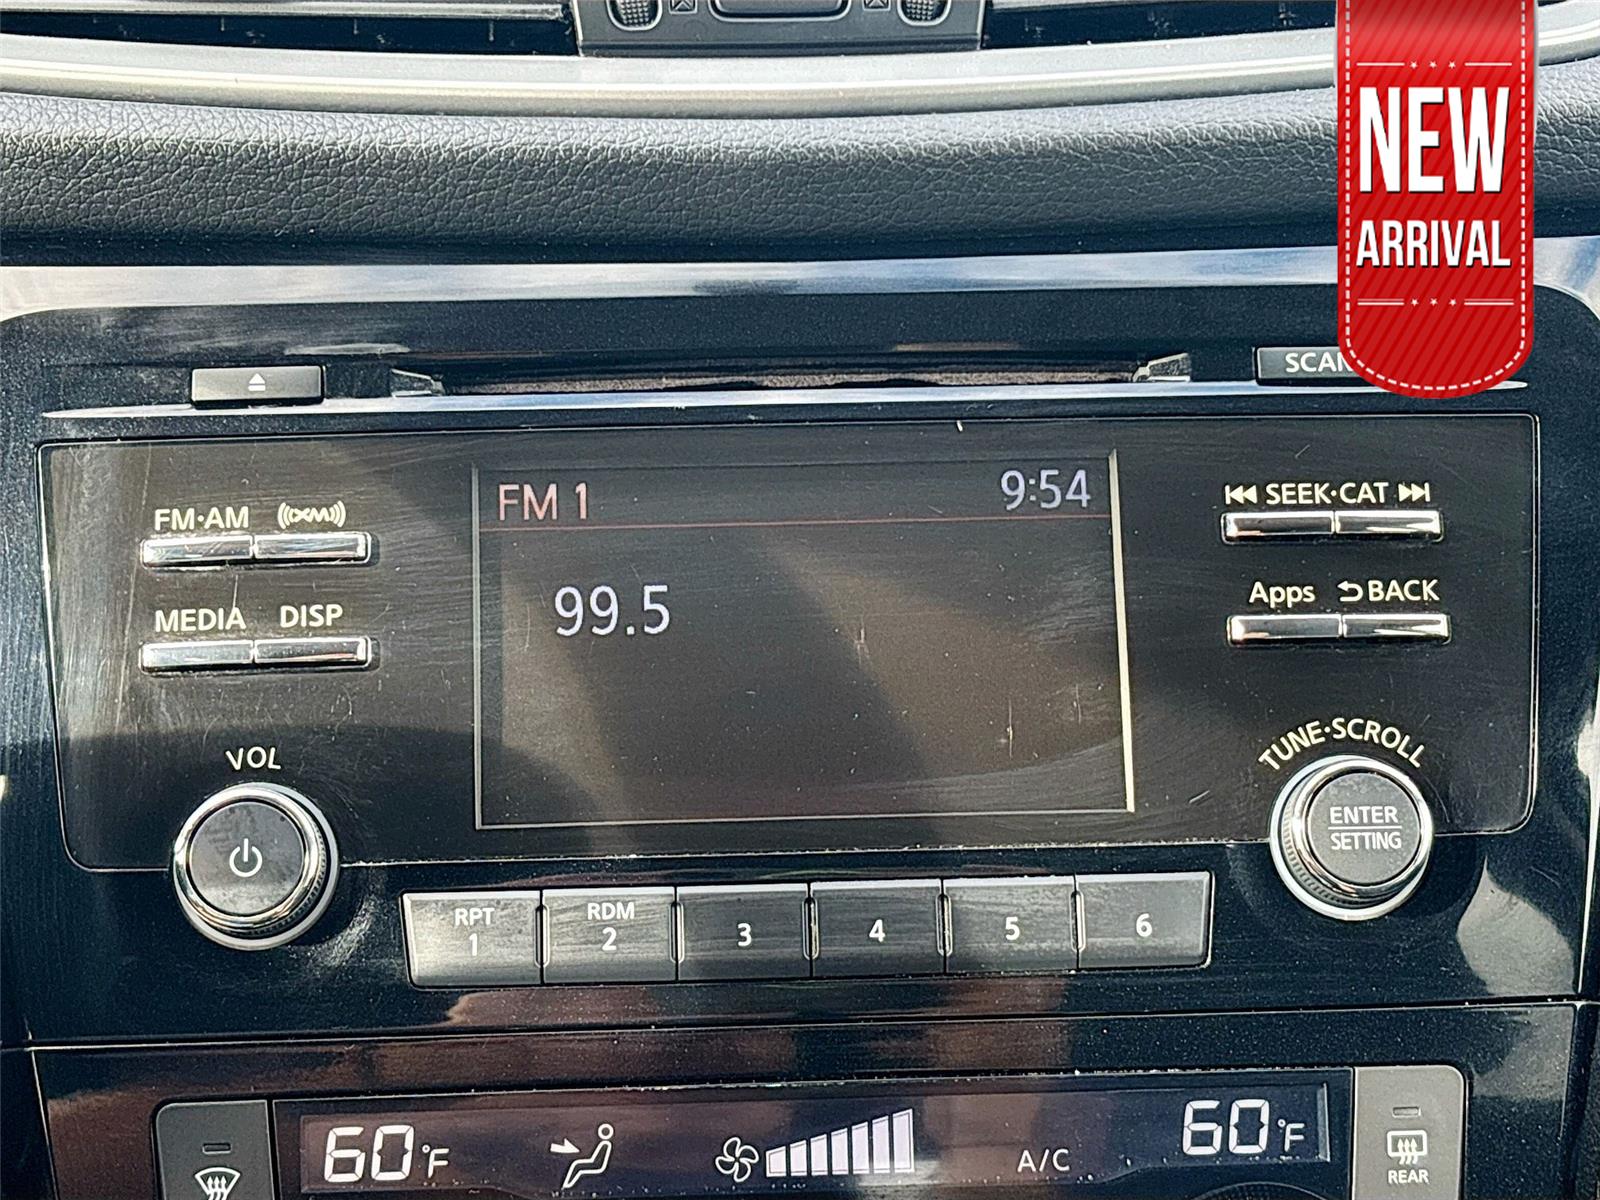 NEW
ARRIVAL
FM 1 9:54
99.5
FM·AM XM
MEDIA DISP
VOL
SEEK·CAT
Apps BACK
TUNE·SCROLL
ENTER
SETTING
RPT
1
RDM
2
3
4
5
6
60°F
A/C
60°F
REAR